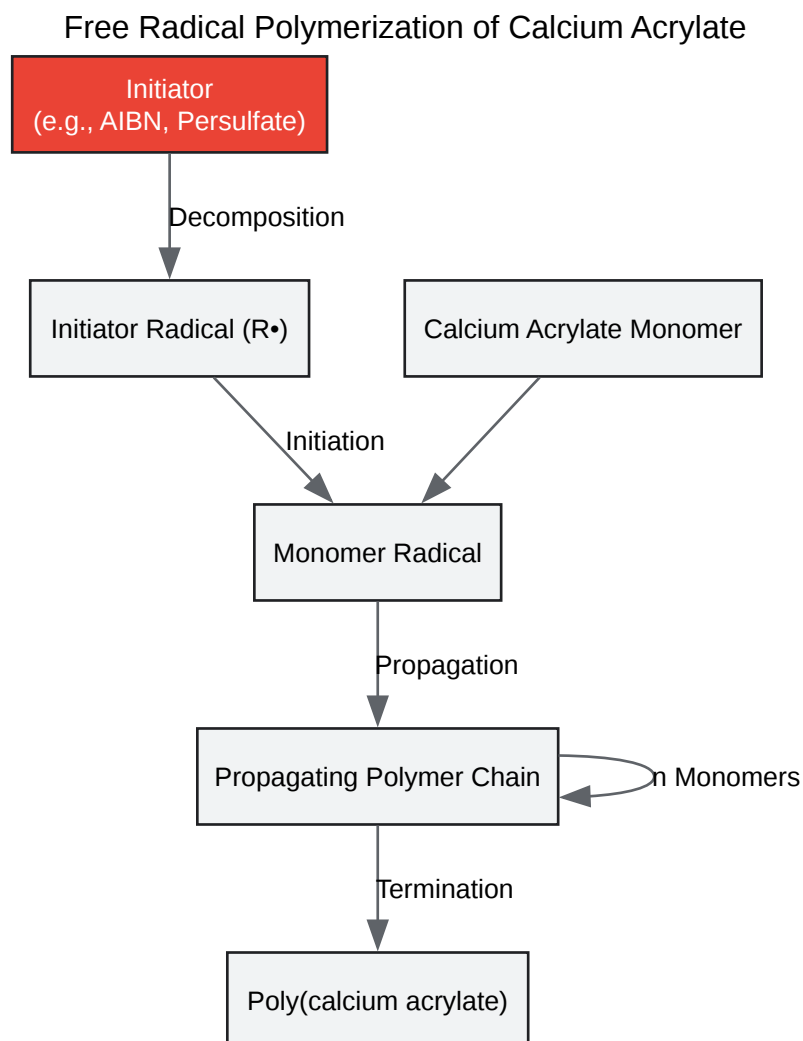 Free Radical Polymerization of Calcium Acrylate
Initiator
(e.g., AIBN, Persulfate)
Decomposition
Initiator Radical (R•)
Calcium Acrylate Monomer
Initiation
Monomer Radical
Propagation
Propagating Polymer Chain
n Monomers
Termination
Poly(calcium acrylate)